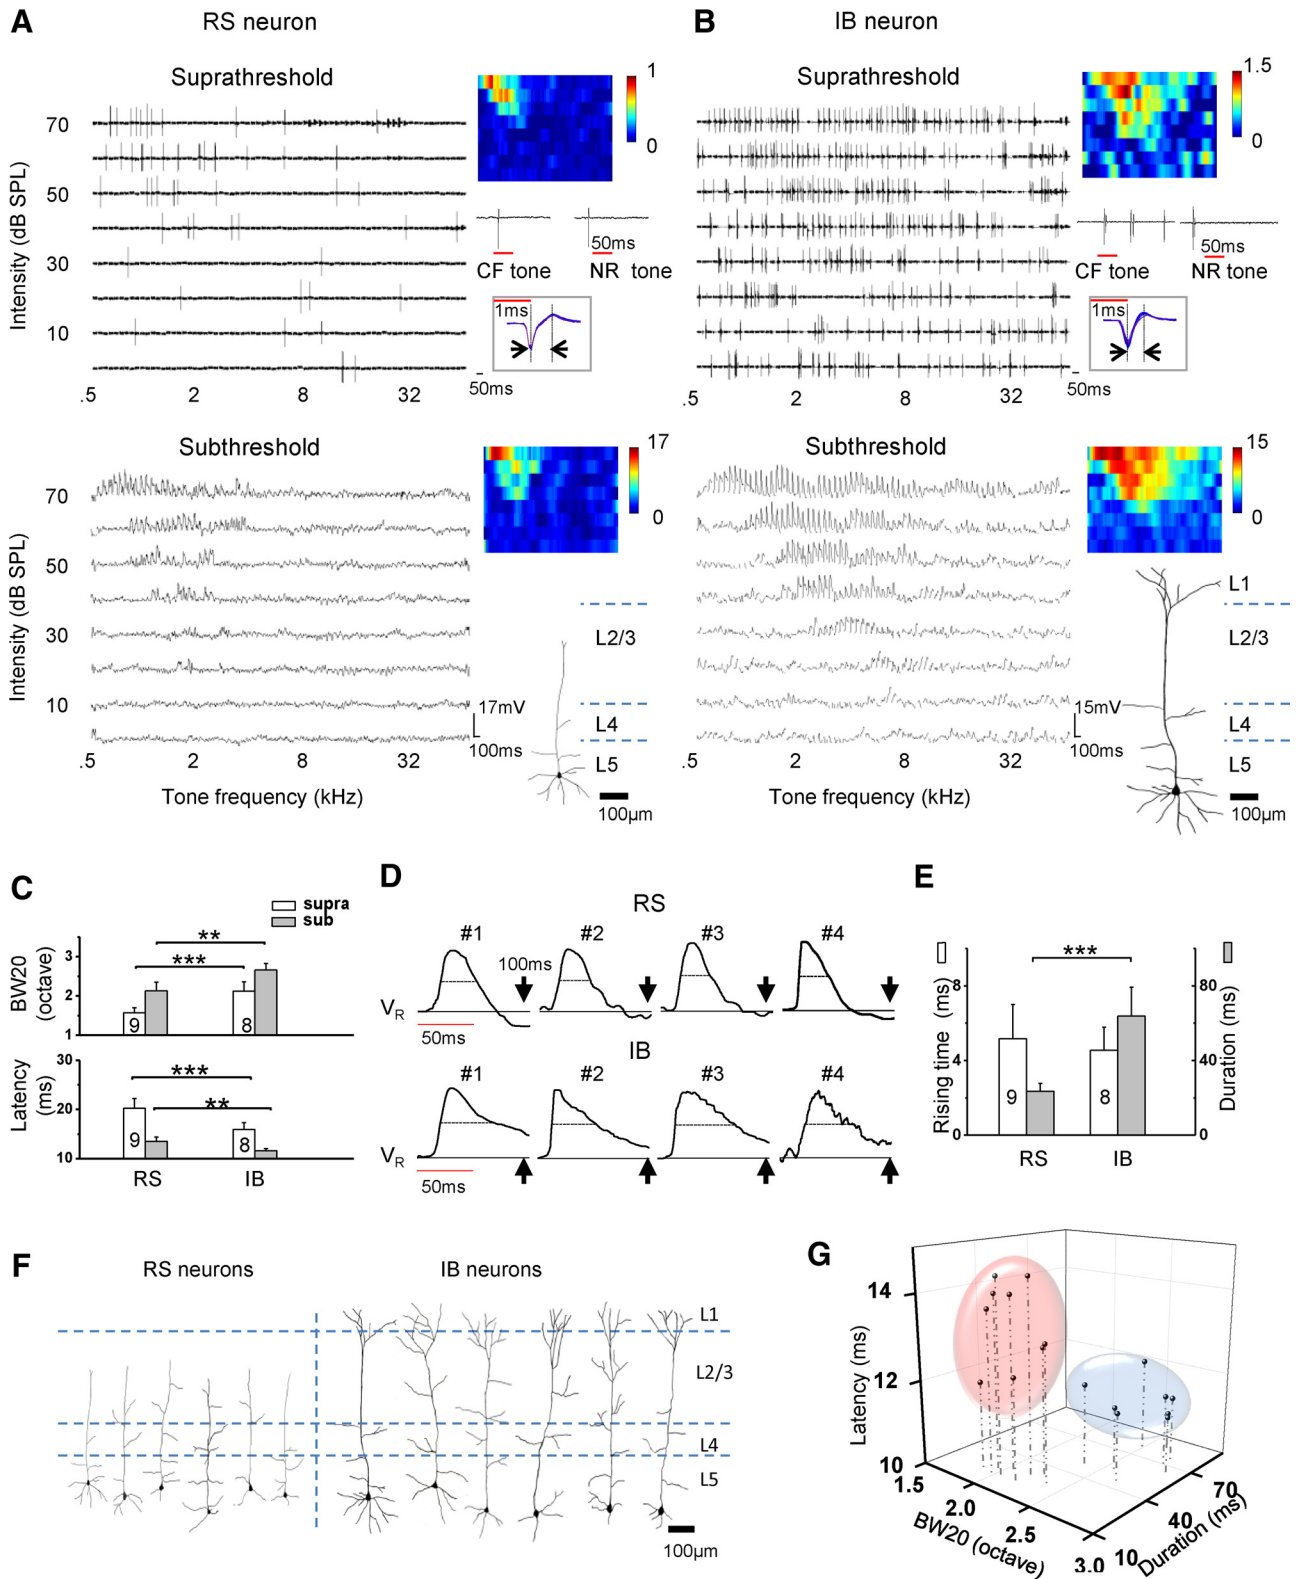 A RS neuron
Suprathreshold
1
0
70
50
30
10
Intensity (dB SPL)
50ms
CF tone NR tone
1ms
50ms
.5 2 8 32
Subthreshold
17
0
70
50
30
10
Intensity (dB SPL)
L2/3
17mV
100ms
L4
L5
.5 2 8 32
Tone frequency (kHz)
100µm
B IB neuron
Suprathreshold
1.5
0
50ms
CF tone NR tone
1ms
50ms
.5 2 8 32
Subthreshold
15
0
L1
L2/3
15mV
100ms
L4
L5
.5 2 8 32
Tone frequency (kHz)
100µm
C
supra
sub
BW20
(octave)
3
2
1
**
***
9 8
Latency
(ms)
30
20
10
***
**
9 8
RS IB
D
RS
#1 #2 #3 #4
100ms
VR
50ms
IB
#1 #2 #3 #4
VR
50ms
E
***
Rising time (ms)
8
4
0
9 8
80
40
0
Duration (ms)
RS IB
F
RS neurons IB neurons
L1
L2/3
L4
L5
100µm
G
Latency (ms)
14
12
10
1.5
2.0
2.5
3.0
BW20 (octave)
10
40
70
Duration (ms)